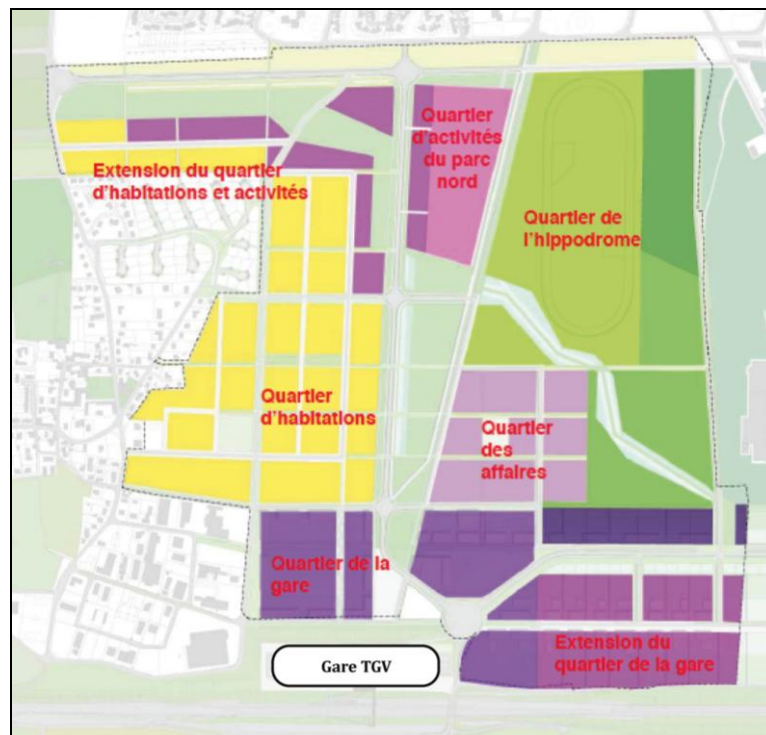 Quartier
d'activités
du parc
nord
Extension du quartier
d'habitations et activités
Quartier de
l'hippodrome
Quartier
d'habitations
Quartier
des
affaires
Quartier de la
gare
Extension du
quartier de la gare
Gare TGV